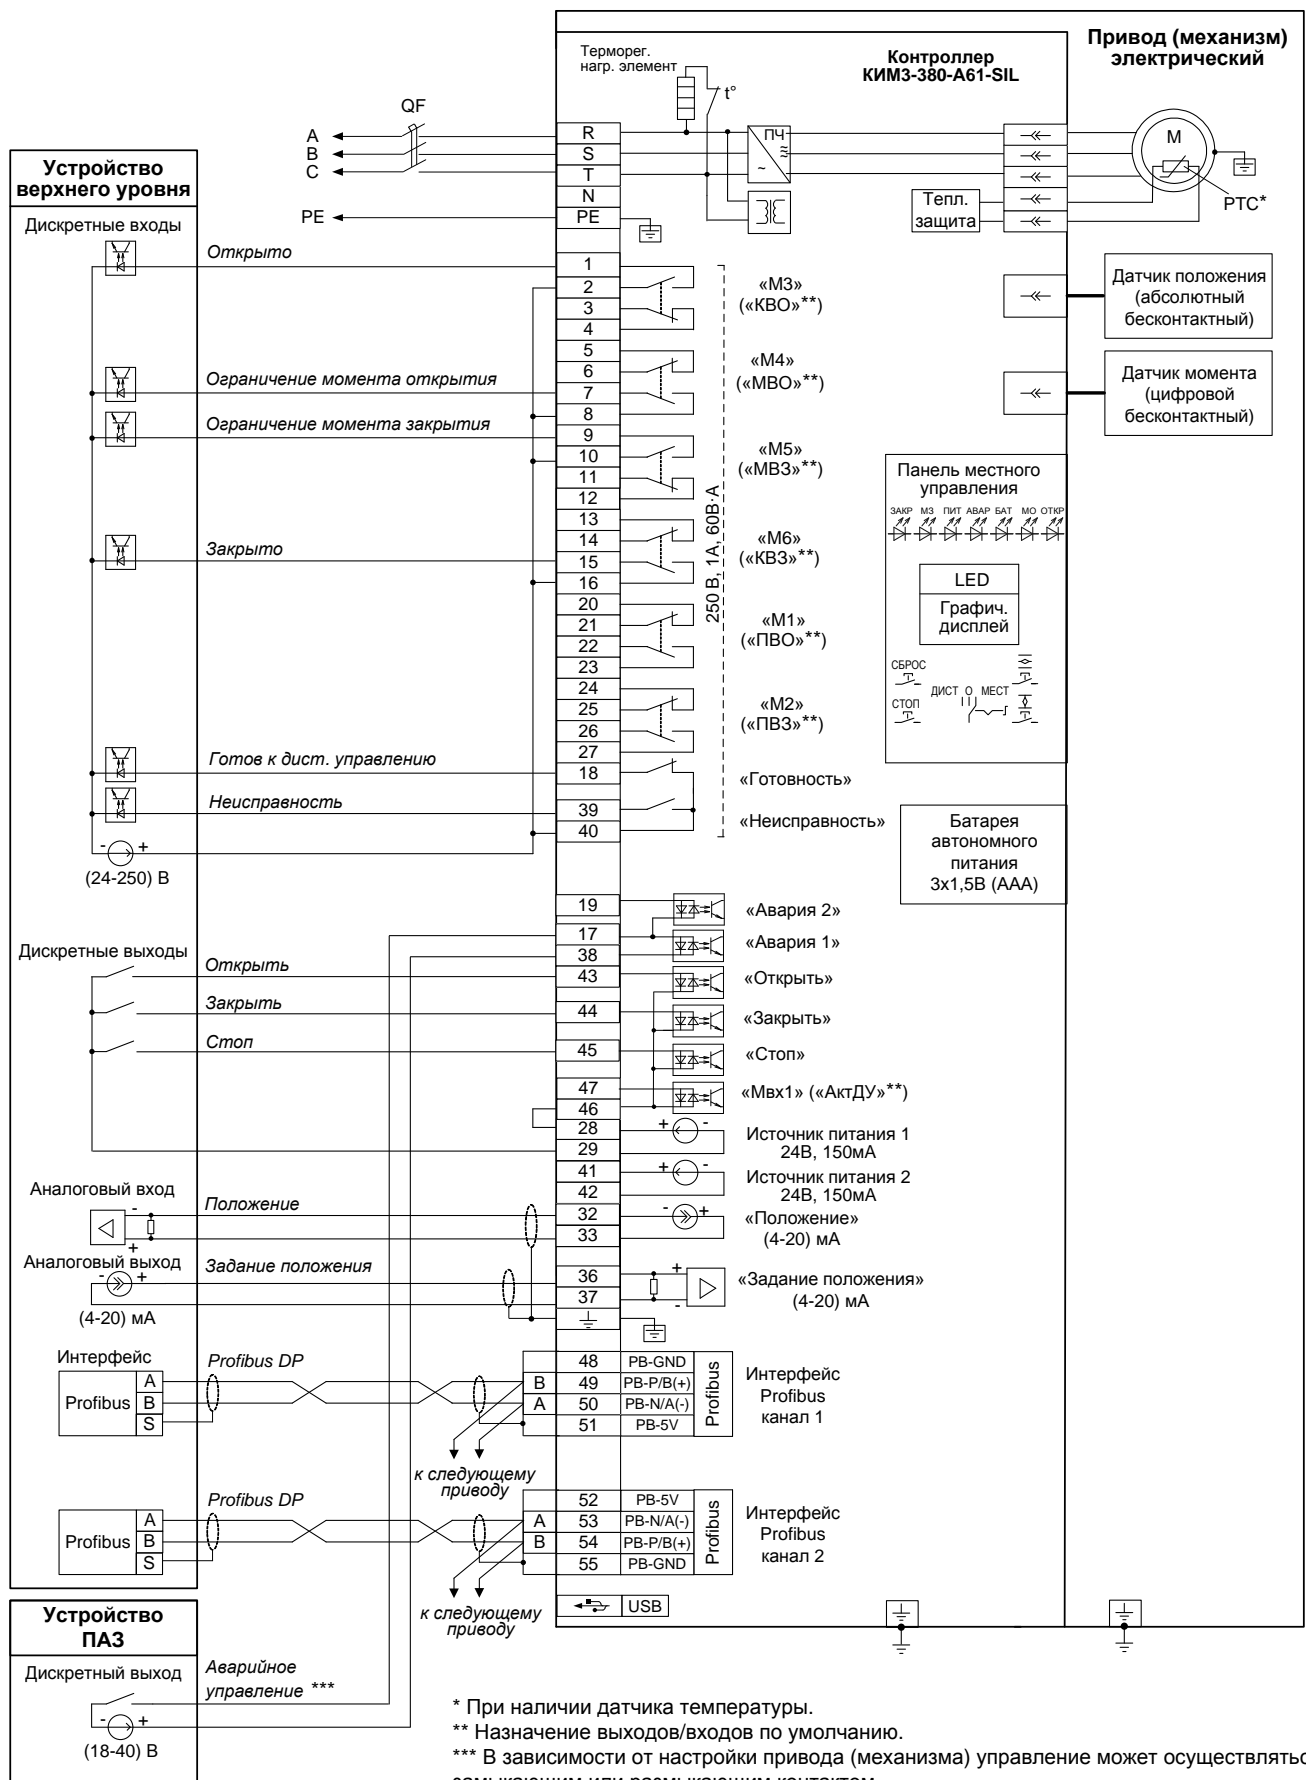 Привод (механизм)
электрический
Контроллер
КИМ3-380-А61-SIL
Терморег.
нагр. элемент
t°
QF
A
B
C
PE
R
S
T
N
PE
ПЧ
≈
~
Тепл.
защита
М
РТС*
Датчик положения
(абсолютный
бесконтактный)
Датчик момента
(цифровой
бесконтактный)
Устройство
верхнего уровня
Дискретные входы
Открыто
Ограничение момента открытия
Ограничение момента закрытия
Закрыто
Готов к дист. управлению
Неисправность
- +
(24-250) В
1
2
3
4
5
6
7
8
9
10
11
12
13
14
15
16
20
21
22
23
24
25
26
27
18
39
40
«М3»
(«КВО»**)
«М4»
(«МВО»**)
«М5»
(«МВЗ»**)
«М6»
(«КВЗ»**)
«М1»
(«ПВО»**)
«М2»
(«ПВЗ»**)
«Готовность»
«Неисправность»
250 В, 1А, 60В·А
Панель местного
управления
ЗАКР МЗ ПИТ АВАР БАТ МО ОТКР
LED
Графич.
дисплей
СБРОС
СТОП
ДИСТ О МЕСТ
Батарея
автономного
питания
3х1,5В (ААА)
19
17
38
43
44
45
47
46
28
29
41
42
32
33
36
37
«Авария 2»
«Авария 1»
«Открыть»
«Закрыть»
«Стоп»
«Мвх1» («АктДУ»**)
+ -
Источник питания 1
24В, 150мА
+ -
Источник питания 2
24В, 150мА
- +
«Положение»
(4-20) мА
+
-
«Задание положения»
(4-20) мА
Дискретные выходы
Открыть
Закрыть
Стоп
Аналоговый вход
-
+
Положение
Аналоговый выход
- +
Задание положения
(4-20) мА
Интерфейс
Profibus
A
B
S
Profibus DP
B
A
48 PB-GND
49 PB-P/B(+)
50 PB-N/A(-)
51 PB-5V
Profibus
Интерфейс
Profibus
канал 1
к следующему
приводу
Profibus
A
B
S
Profibus DP
A
B
52 PB-5V
53 PB-N/A(-)
54 PB-P/B(+)
55 PB-GND
Profibus
Интерфейс
Profibus
канал 2
к следующему
приводу
USB
Устройство
ПАЗ
Дискретный выход
Аварийное
управление ***
- +
(18-40) В
* При наличии датчика температуры.
** Назначение выходов/входов по умолчанию.
*** В зависимости от настройки привода (механизма) управление может осуществлятьс